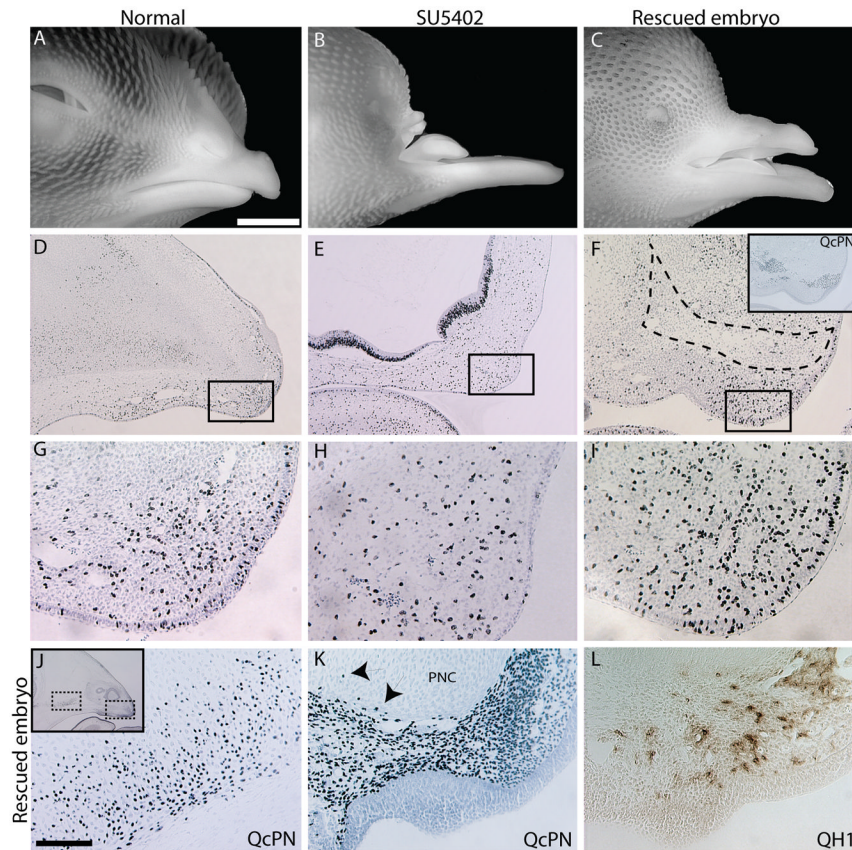 Normal
SU5402
Rescued embryo
A
B
C
D
E
F
QcPN
G
H
I
Rescued embryo
J
QcPN
K
PNC
QcPN
L
QH1